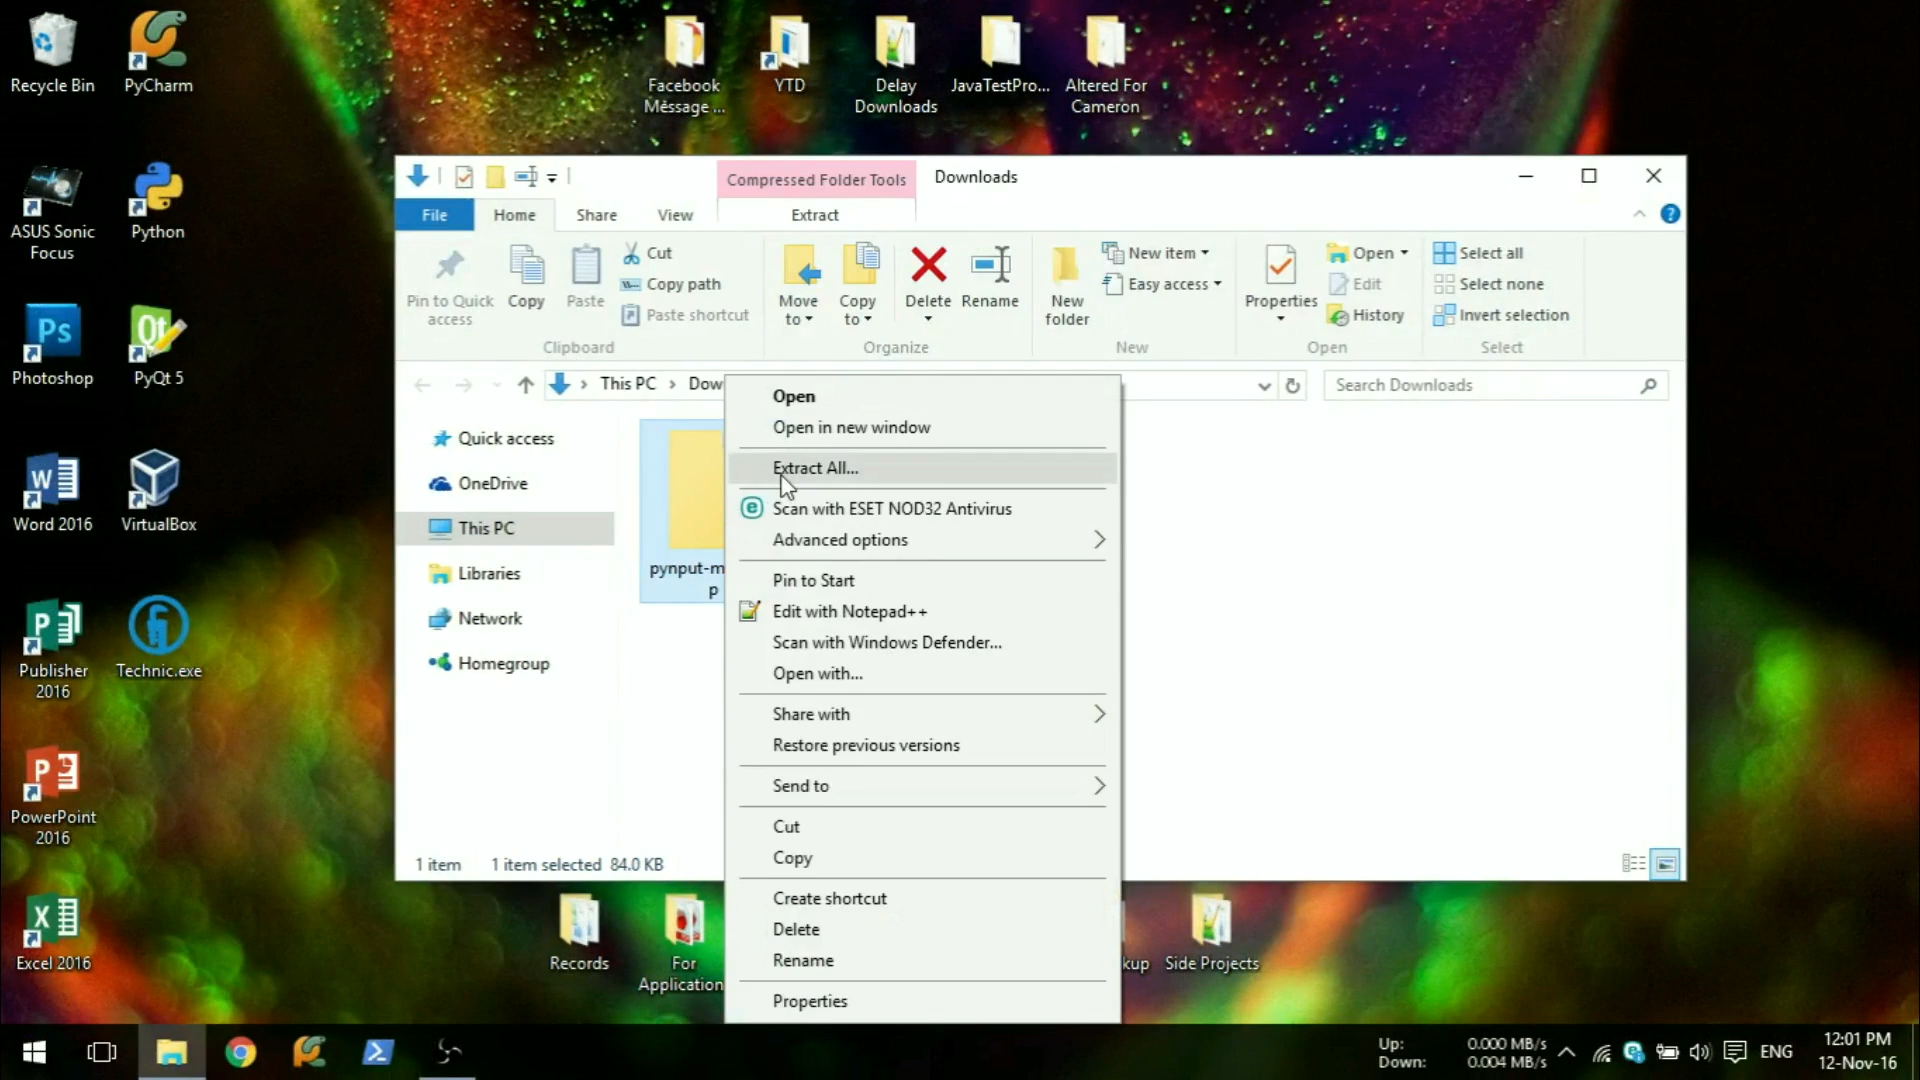 Recycle Bin
PyCharm
Facebook
Message ...
YTD
Delay
Downloads
JavaTestPro...
Altered For
Cameron
ASUS Sonic
Focus
Python
Photoshop
PyQt 5
Word 2016
VirtualBox
Publisher
2016
Technic.exe
PowerPoint
2016
Excel 2016
Compressed Folder Tools
Downloads
File
Home
Share
View
Extract
Pin to Quick
access
Copy
Paste
Cut
Copy path
Paste shortcut
Clipboard
Move
to
Copy
to
Delete
Rename
Organize
New
folder
New item
Easy access
New
Properties
Open
Edit
History
Open
Select all
Select none
Invert selection
Select
This PC
Dow
Search Downloads
Quick access
OneDrive
This PC
Libraries
Network
Homegroup
pynput-m
p
Open
Open in new window
Extract All...
Scan with ESET NOD32 Antivirus
Advanced options
Pin to Start
Edit with Notepad++
Scan with Windows Defender...
Open with...
Share with
Restore previous versions
Send to
Cut
Copy
Create shortcut
Delete
Rename
Properties
1 item
1 item selected 84.0 KB
Records
For
Application
kup
Side Projects
Up: 0.000 MB/s
Down: 0.004 MB/s
ENG
12:01 PM
12-Nov-16